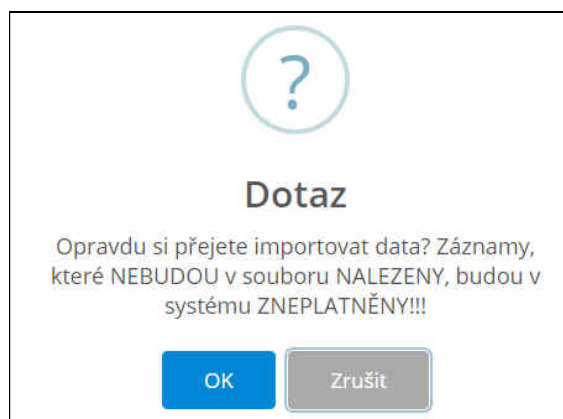 ?
Dotaz
Opravdu si přejete importovat data? Záznamy,
které NEBUDOU v souboru NALEZENY, budou v
systému ZNEPLATNĚNY!!!
OK
Zrušit